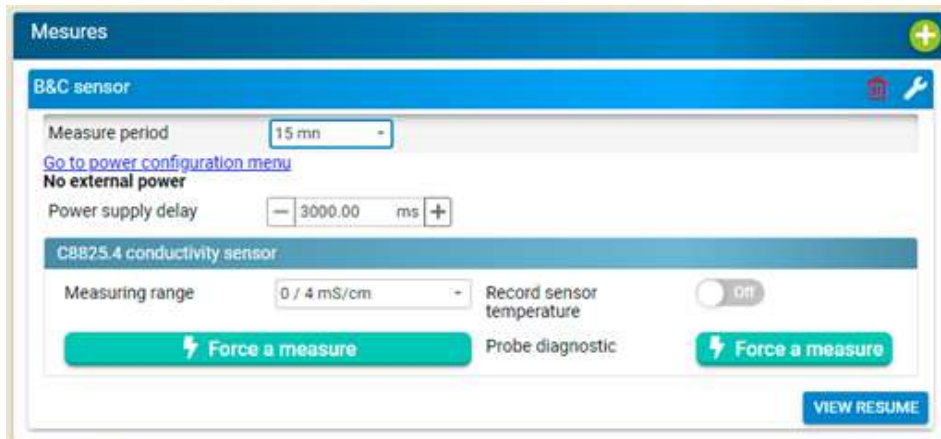 Mesures
B&C sensor
Measure period 15 mn
Go to power configuration menu
No external power
Power supply delay 3000.00 ms
C8825.4 conductivity sensor
Measuring range 0 / 4 mS/cm Record sensor temperature Off
Force a measure Probe diagnostic Force a measure
VIEW RESUME